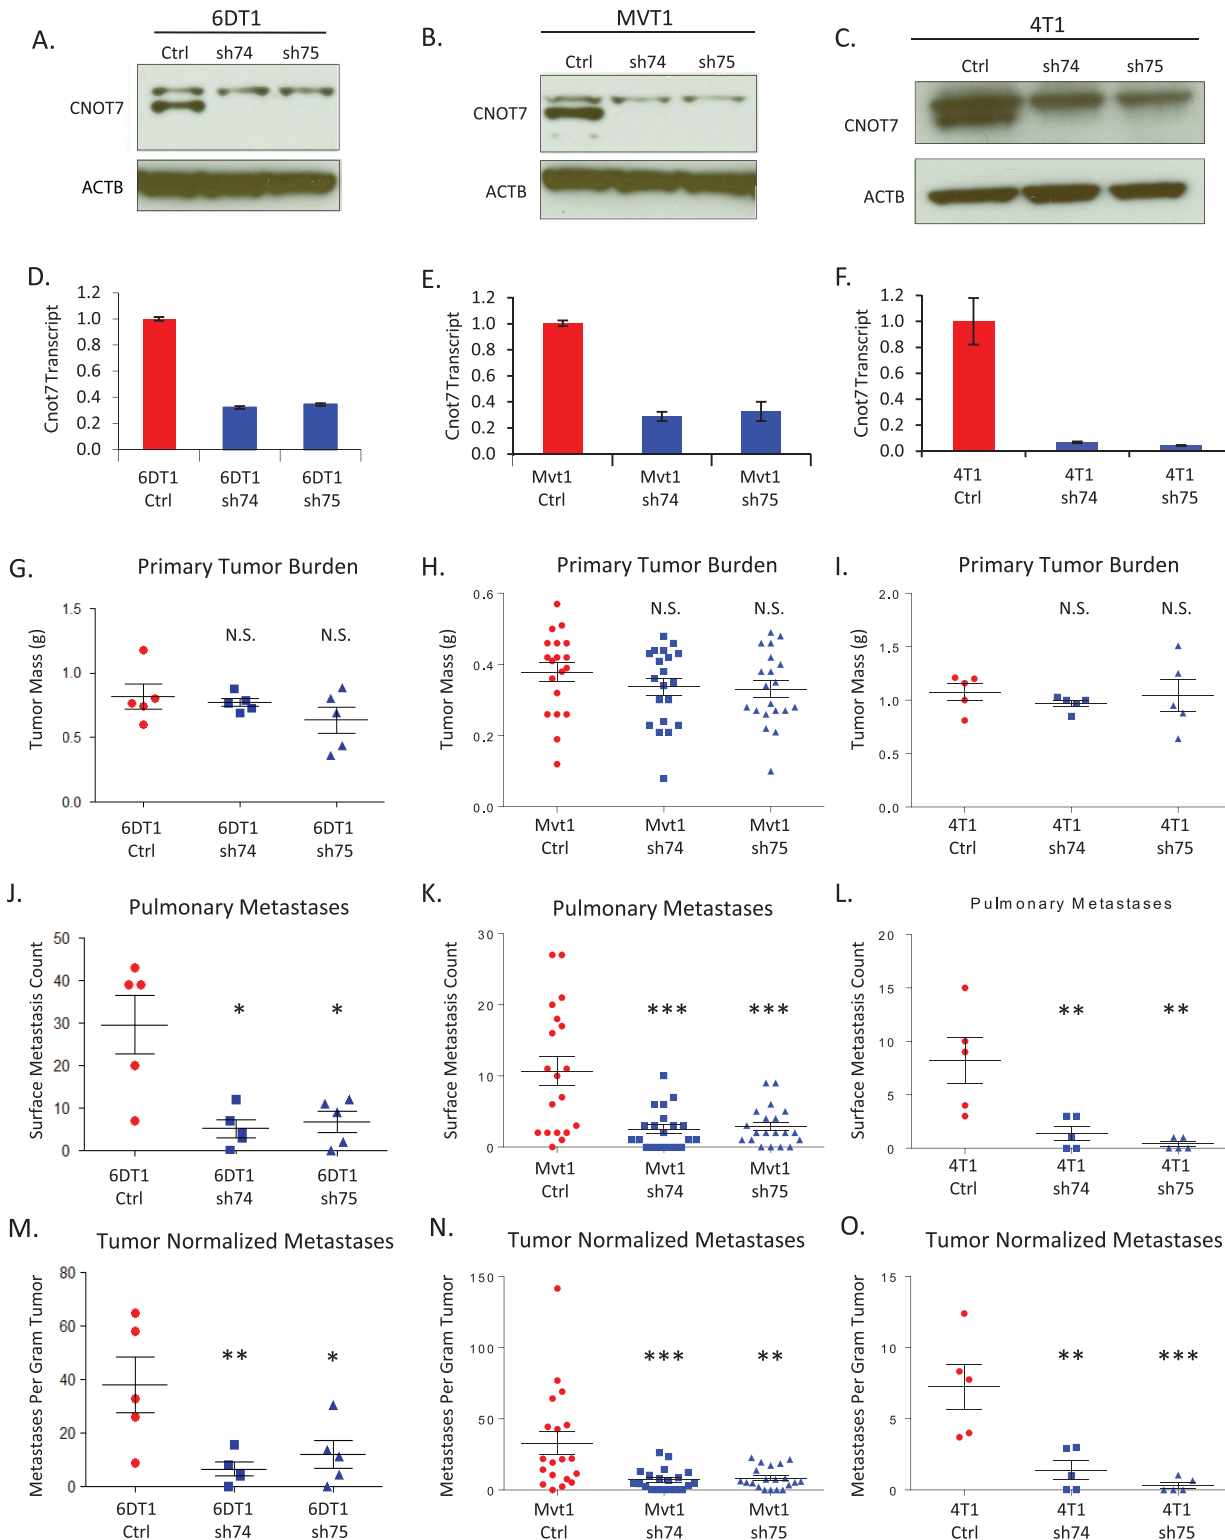 A.
6DT1
Ctrl sh74 sh75
CNOT7
ACTB
B.
MVT1
Ctrl sh74 sh75
CNOT7
ACTB
C.
4T1
Ctrl sh74 sh75
CNOT7
ACTB
D.
Cnot7 Transcript
1.2
1.0
0.8
0.6
0.4
0.2
0.0
6DT1 Ctrl
6DT1 sh74
6DT1 sh75
E.
Cnot7 Transcript
1.2
1.0
0.8
0.6
0.4
0.2
0.0
Mvt1 Ctrl
Mvt1 sh74
Mvt1 sh75
F.
Cnot7 Transcript
1.2
1.0
0.8
0.6
0.4
0.2
0.0
4T1 Ctrl
4T1 sh74
4T1 sh75
G.
Primary Tumor Burden
Tumor Mass (g)
1.5
1.0
0.5
0.0
N.S. N.S.
6DT1 Ctrl
6DT1 sh74
6DT1 sh75
H.
Primary Tumor Burden
Tumor Mass (g)
0.6
0.4
0.2
0.0
N.S. N.S.
Mvt1 Ctrl
Mvt1 sh74
Mvt1 sh75
I.
Primary Tumor Burden
Tumor Mass (g)
2.0
1.5
1.0
0.5
0.0
N.S. N.S.
4T1 Ctrl
4T1 sh74
4T1 sh75
J.
Pulmonary Metastases
Surface Metastasis Count
50
40
30
20
10
0
* *
6DT1 Ctrl
6DT1 sh74
6DT1 sh75
K.
Pulmonary Metastases
Surface Metastasis Count
30
20
10
0
*** ***
Mvt1 Ctrl
Mvt1 sh74
Mvt1 sh75
L.
Pulmonary Metastases
Surface Metastasis Count
20
15
10
5
0
** **
4T1 Ctrl
4T1 sh74
4T1 sh75
M.
Tumor Normalized Metastases
Metastases Per Gram Tumor
80
60
40
20
0
** *
6DT1 Ctrl
6DT1 sh74
6DT1 sh75
N.
Tumor Normalized Metastases
Metastases Per Gram Tumor
150
100
50
0
*** **
Mvt1 Ctrl
Mvt1 sh74
Mvt1 sh75
O.
Tumor Normalized Metastases
Metastases Per Gram Tumor
15
10
5
0
** ***
4T1 Ctrl
4T1 sh74
4T1 sh75